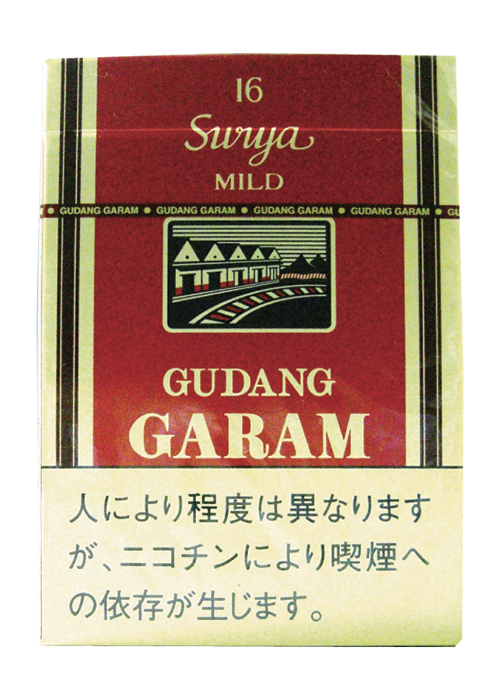 16
Surya
MILD
GUDANG GARAM ● GUDANG GARAM ● GUDANG GARAM ● GUDANG GARAM ● GU
GUDANG
GARAM
人により程度は異なります
が、ニコチンにより喫煙へ
の依存が生じます。